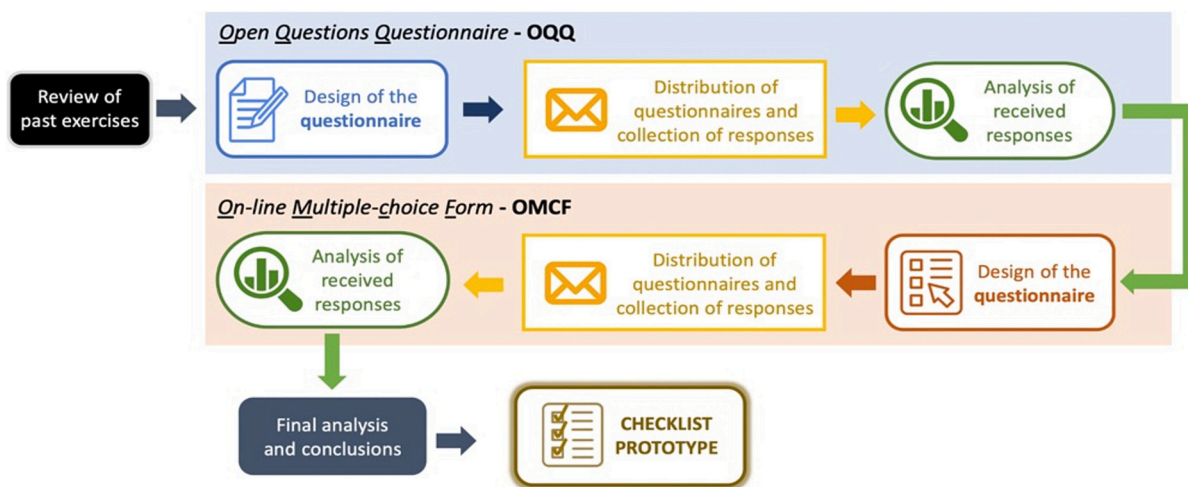 Open Questions Questionnaire - OQQ
Review of
past exercises
Design of the
questionnaire
Distribution of
questionnaires and
collection of responses
Analysis of
received
responses
On-line Multiple-choice Form - OMCF
Analysis of
received
responses
Distribution of
questionnaires and
collection of responses
Design of the
questionnaire
Final analysis
and conclusions
CHECKLIST
PROTOTYPE